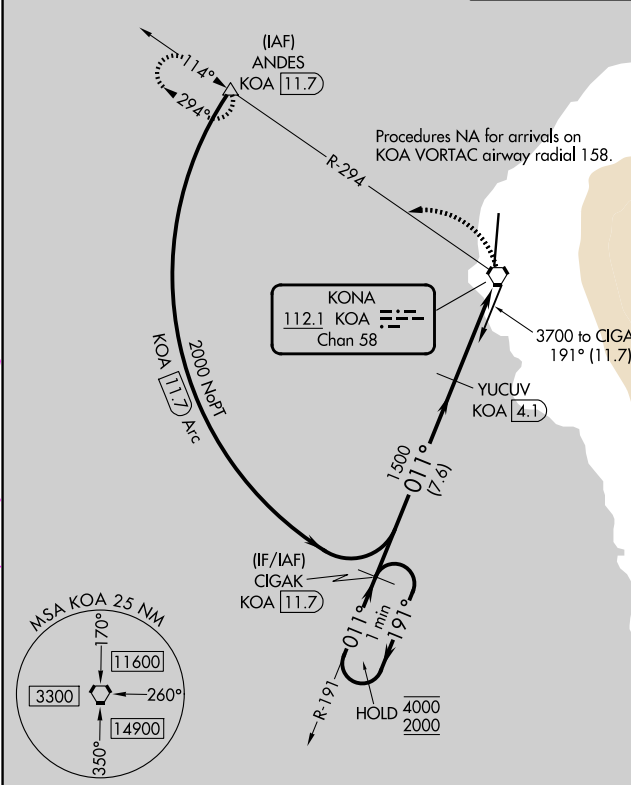 (IAF)
ANDES
KOA 11.7
114°
294°
Procedures NA for arrivals on
KOA VORTAC airway radial 158.
R-294
KONA
112.1 KOA
Chan 58
3700 to CIGA
191° (11.7)
2000 NoPT
KOA 11.7 Arc
YUCUV
KOA 4.1
1500
011°
(7.6)
(IF/IAF)
CIGAK
KOA 11.7
011°
1 min
191°
R-191
HOLD 4000
2000
MSA KOA 25 NM
170°
11600
3300
260°
14900
350°